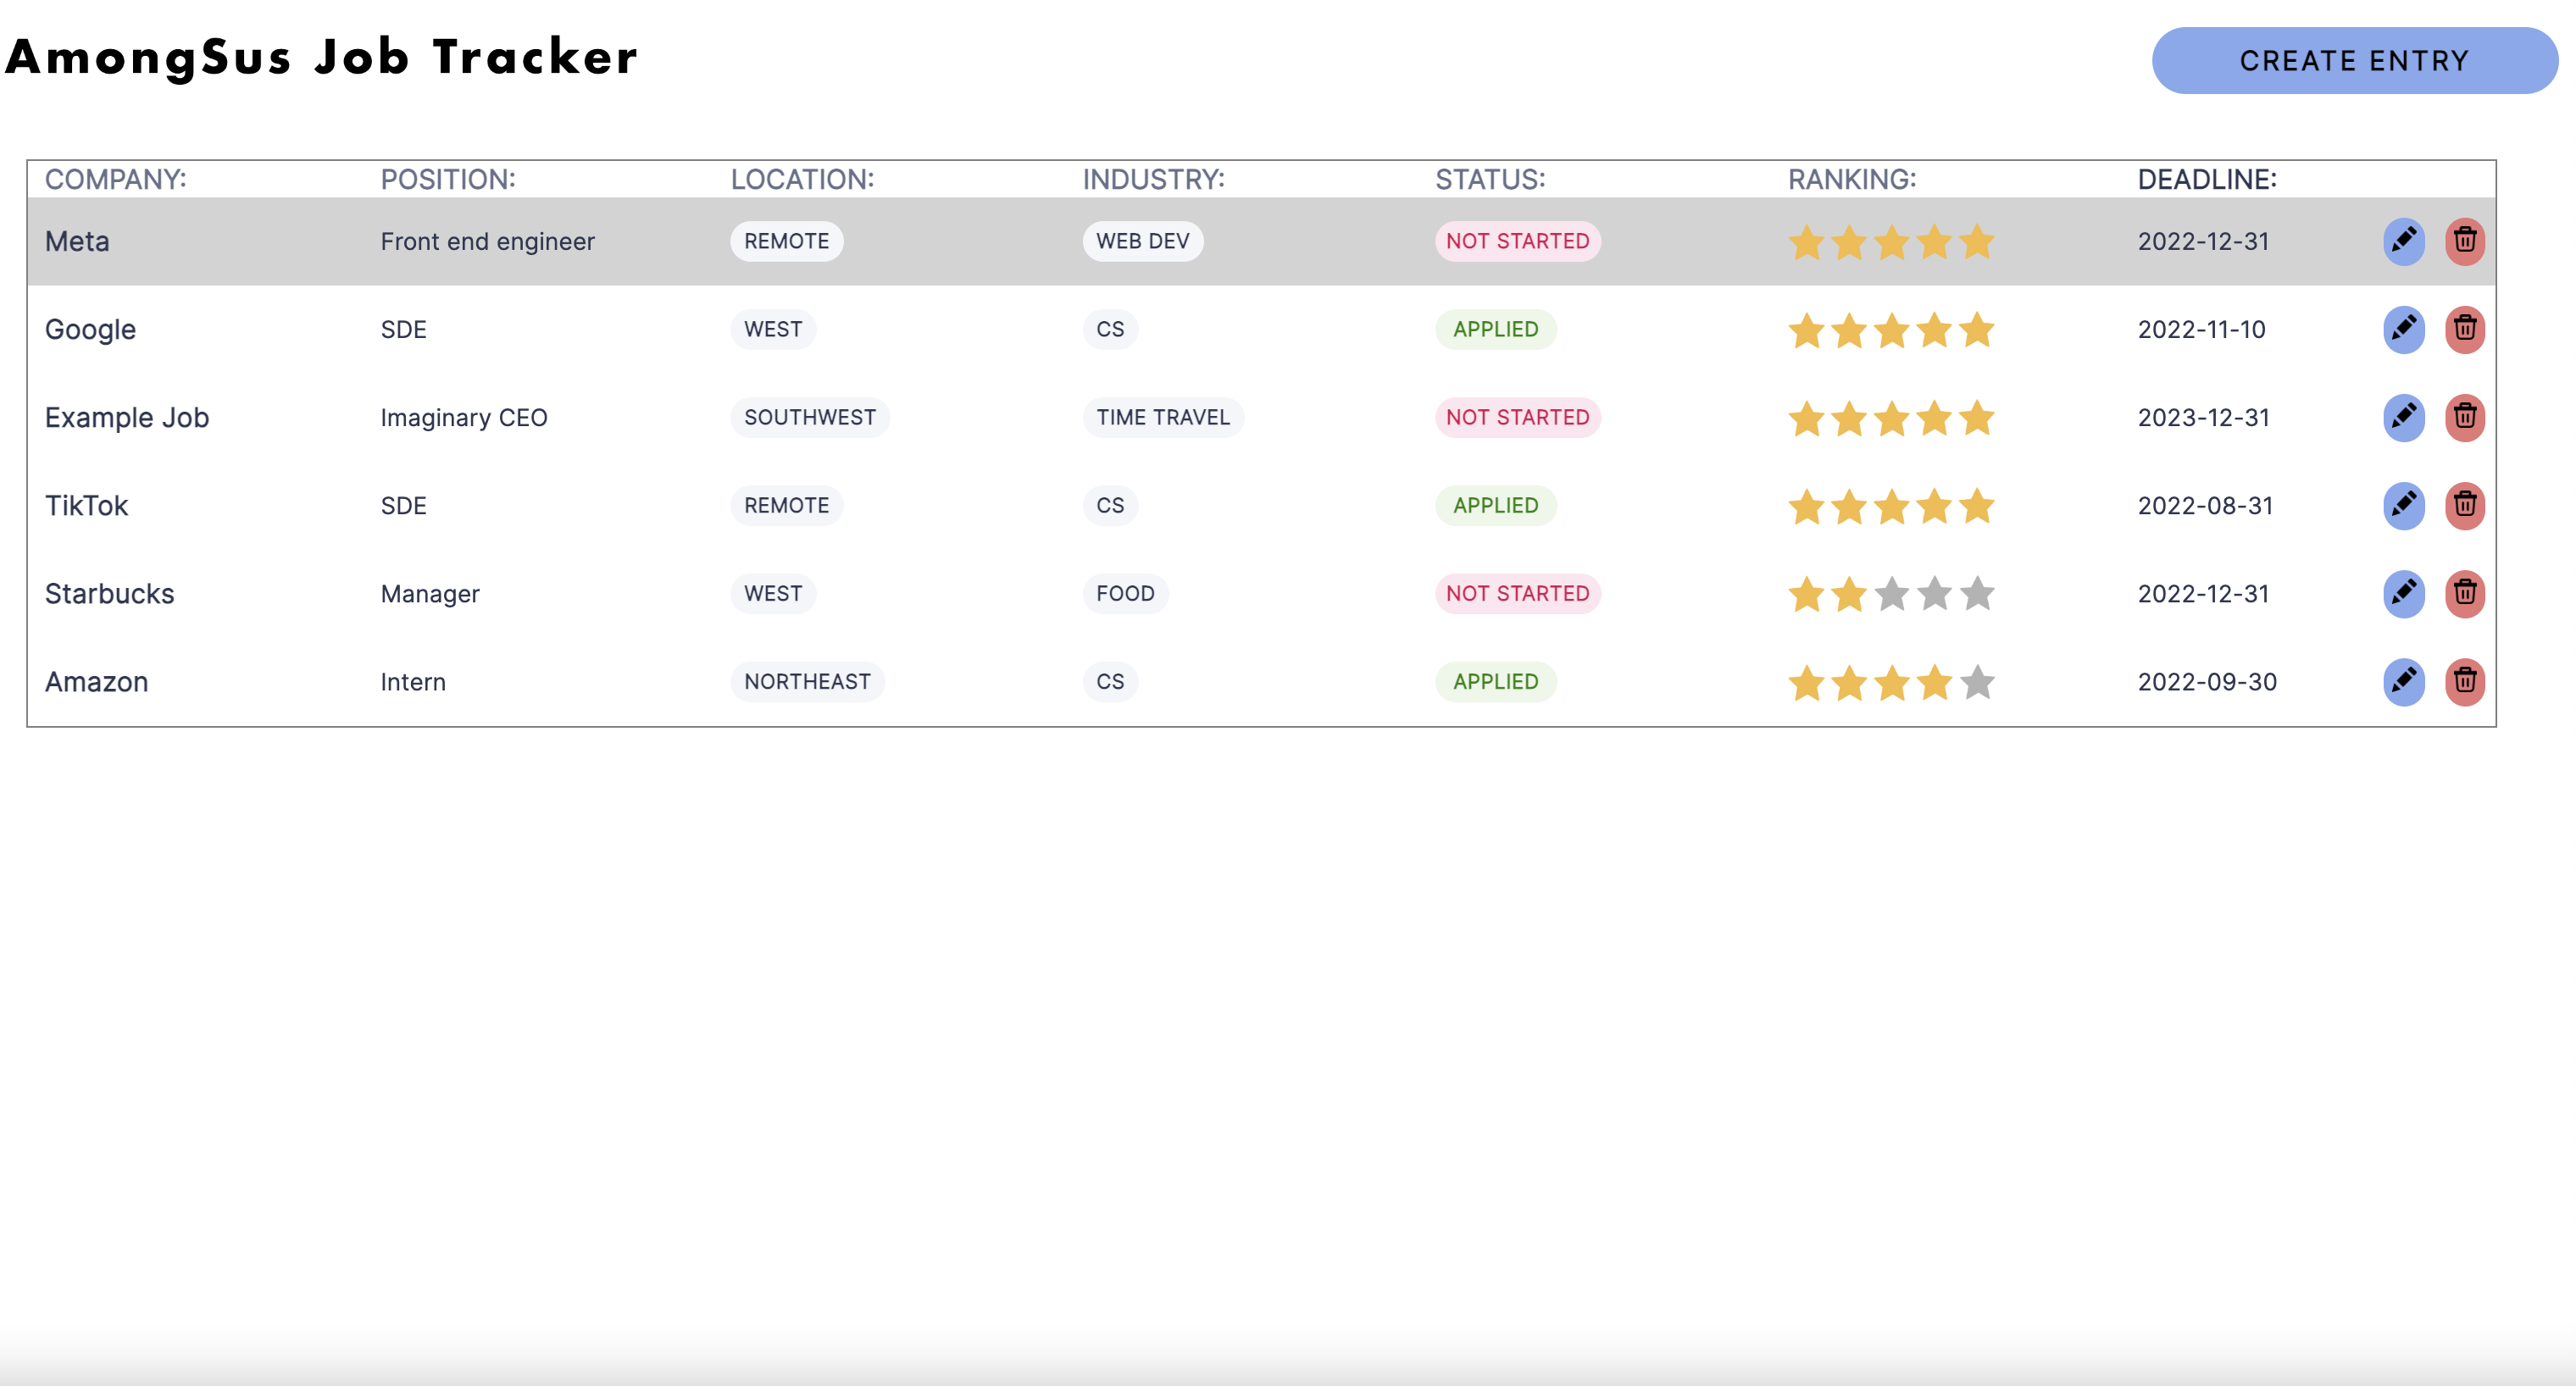 AmongSus Job Tracker
CREATE ENTRY
COMPANY: POSITION: LOCATION: INDUSTRY: STATUS: RANKING: DEADLINE:
Meta Front end engineer REMOTE WEB DEV NOT STARTED 2022-12-31
Google SDE WEST CS APPLIED 2022-11-10
Example Job Imaginary CEO SOUTHWEST TIME TRAVEL NOT STARTED 2023-12-31
TikTok SDE REMOTE CS APPLIED 2022-08-31
Starbucks Manager WEST FOOD NOT STARTED 2022-12-31
Amazon Intern NORTHEAST CS APPLIED 2022-09-30